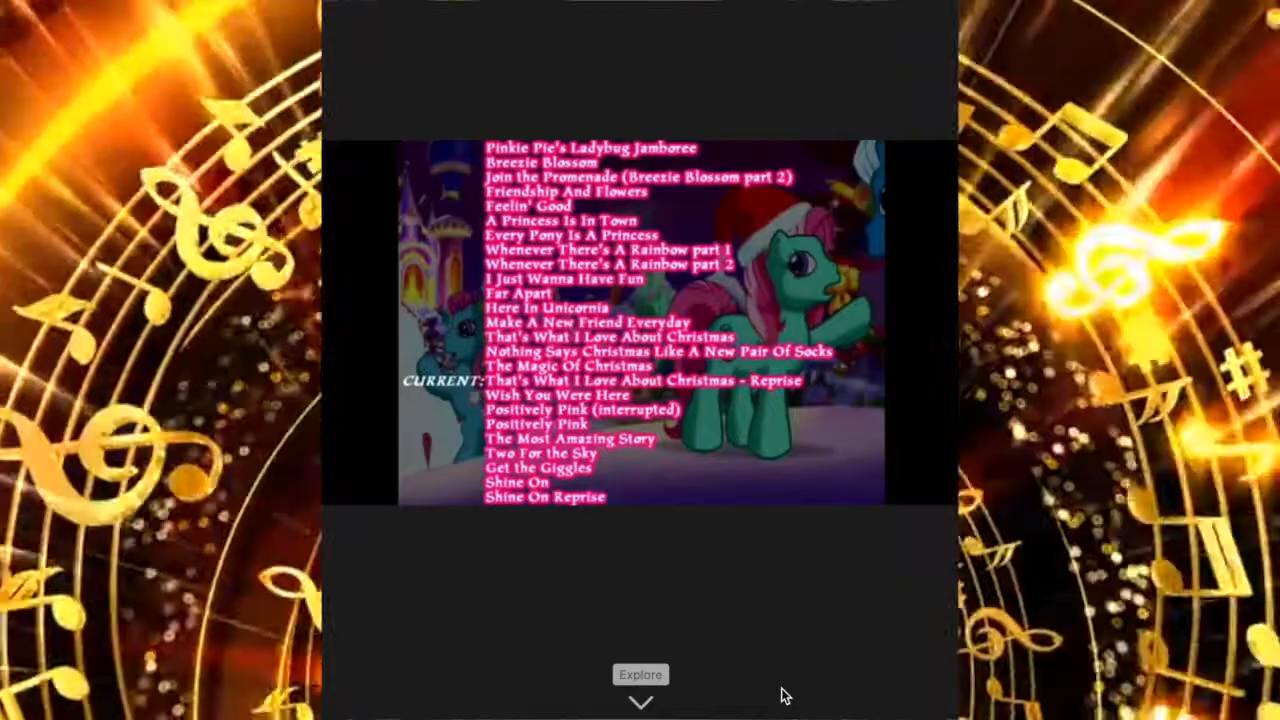 Pinkie Pie's Ladybug Jamboree
Breezie Blossom
Join the Promenade (Breezie Blossom part 2)
Friendship And Flowers
Feelin' Good
A Princess Is In Town
Every Pony Is A Princess
Whenever There's A Rainbow part 1
Whenever There's A Rainbow part 2
I Just Wanna Have Fun
Far Apart
Here In Unicornia
Make A New Friend Everyday
That's What I Love About Christmas
Nothing Says Christmas Like A New Pair Of Socks
The Magic Of Christmas
CURRENT: That's What I Love About Christmas - Reprise
Wish You Were Here
Positively Pink (interrupted)
Positively Pink
The Most Amazing Story
Two For the Sky
Get the Giggles
Shine On
Shine On Reprise
Explore